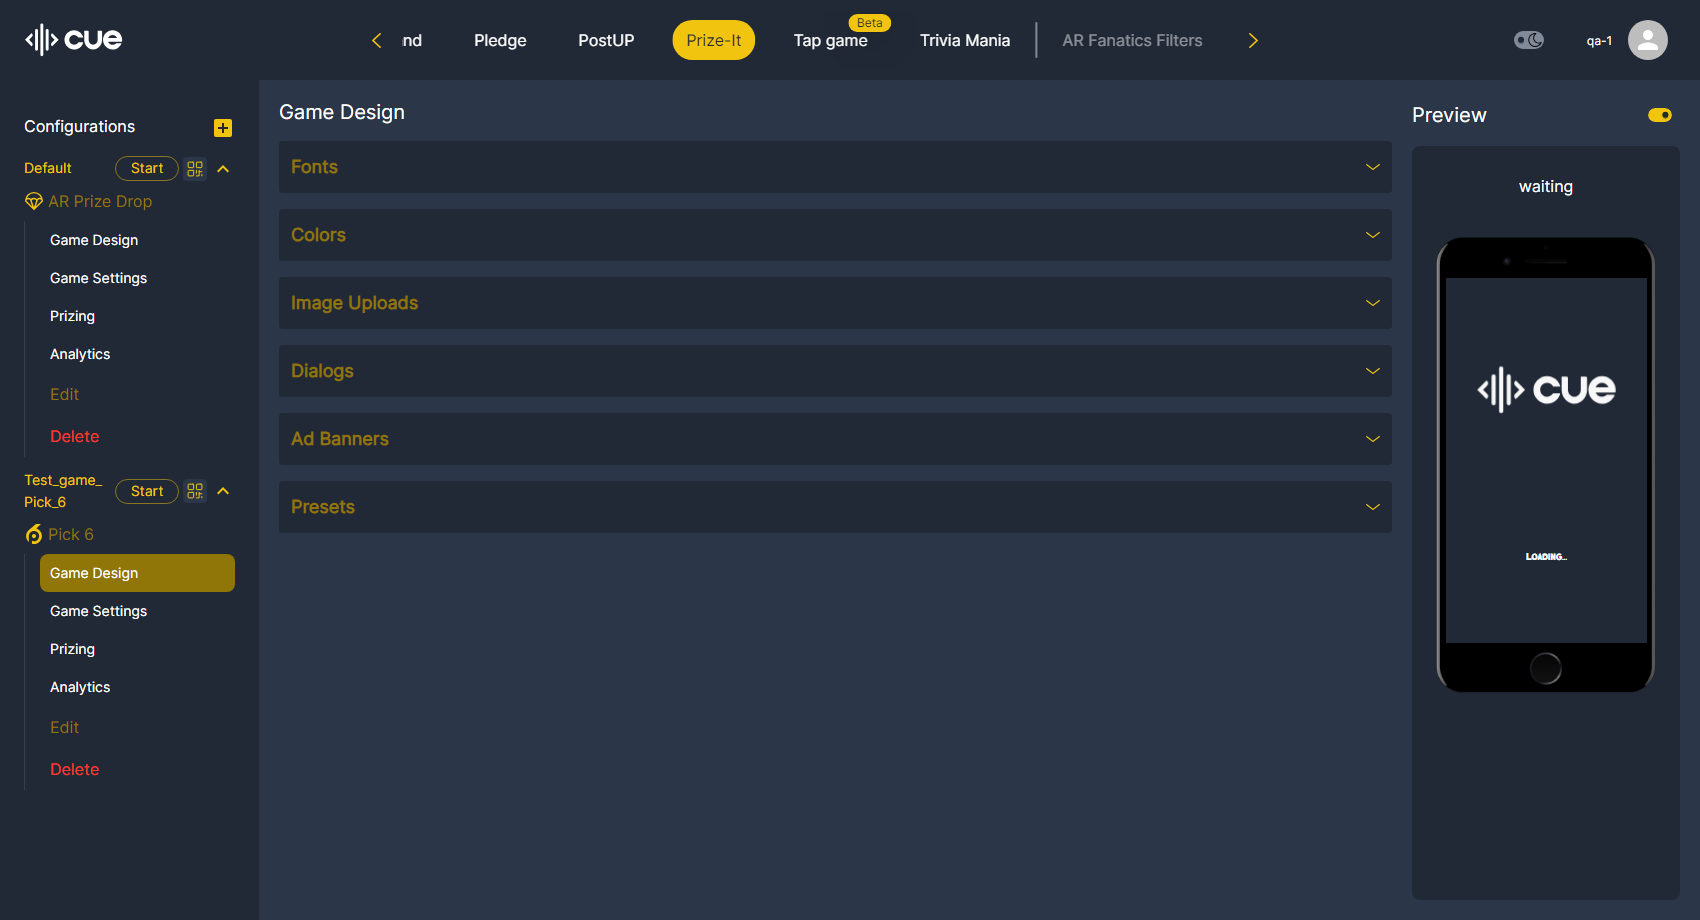 cue
nd
Pledge
PostUP
Prize-It
Beta
Tap game
Trivia Mania
AR Fanatics Filters
qa-1
Configurations
Default
Start
AR Prize Drop
Game Design
Game Settings
Prizing
Analytics
Edit
Delete
Test_game_
Pick_6
Start
Pick 6
Game Design
Game Settings
Prizing
Analytics
Edit
Delete
Game Design
Fonts
Colors
Image Uploads
Dialogs
Ad Banners
Presets
Preview
waiting
cue
LOADING...